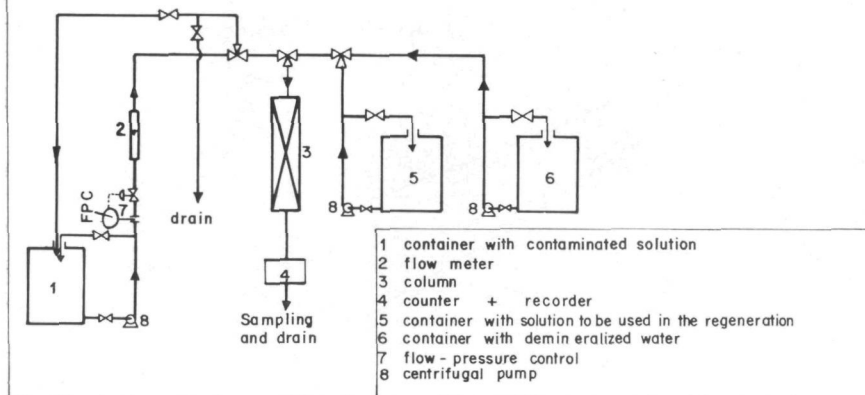 2
3
5
6
FPC
7
drain
8
8
1
8
4
Sampling
and drain
1 container with contaminated solution
2 flow meter
3 column
4 counter + recorder
5 container with solution to be used in the regeneration
6 container with demin eralized water
7 flow - pressure control
8 centrifugal pump